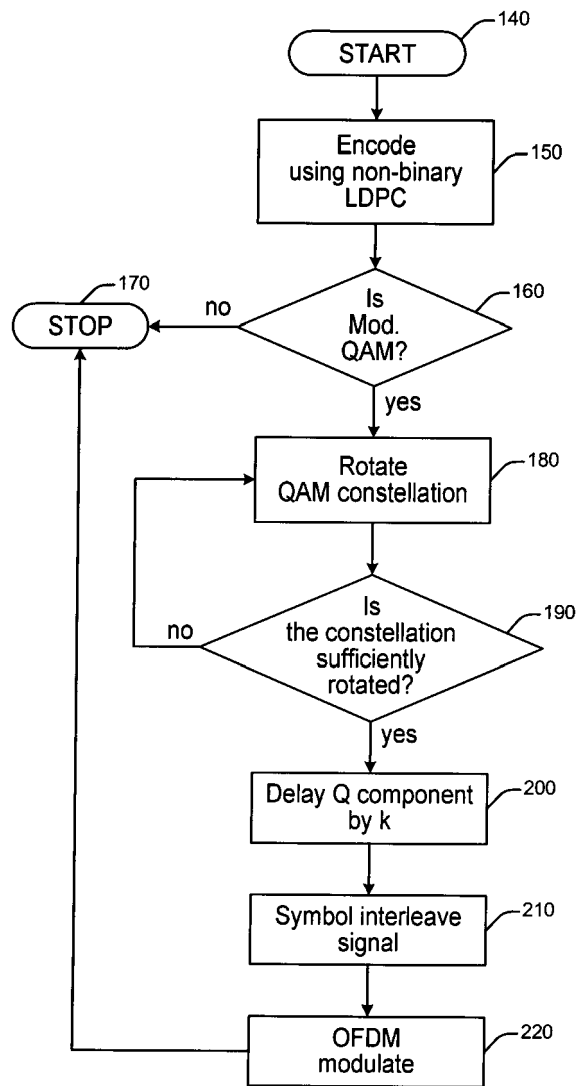 140
START
Encode
using non-binary
LDPC
150
170
STOP
no
Is
Mod.
QAM?
160
yes
Rotate
QAM constellation
180
no
Is
the constellation
sufficiently
rotated?
190
yes
Delay Q component
by k
200
Symbol interleave
signal
210
OFDM
modulate
220